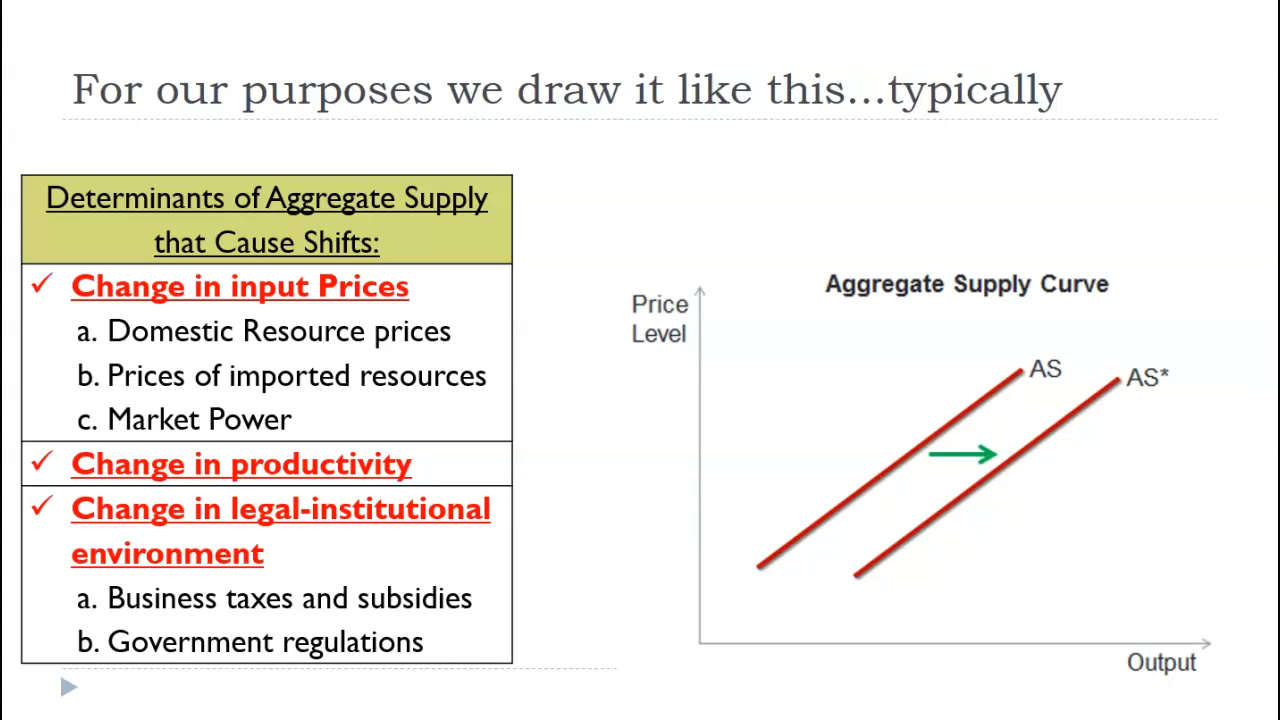 For our purposes we draw it like this…typically
Determinants of Aggregate Supply
that Cause Shifts:
✓ Change in input Prices
a. Domestic Resource prices
b. Prices of imported resources
c. Market Power
✓ Change in productivity
✓ Change in legal-institutional
environment
a. Business taxes and subsidies
b. Government regulations
Aggregate Supply Curve
Price
Level
AS
AS*
Output